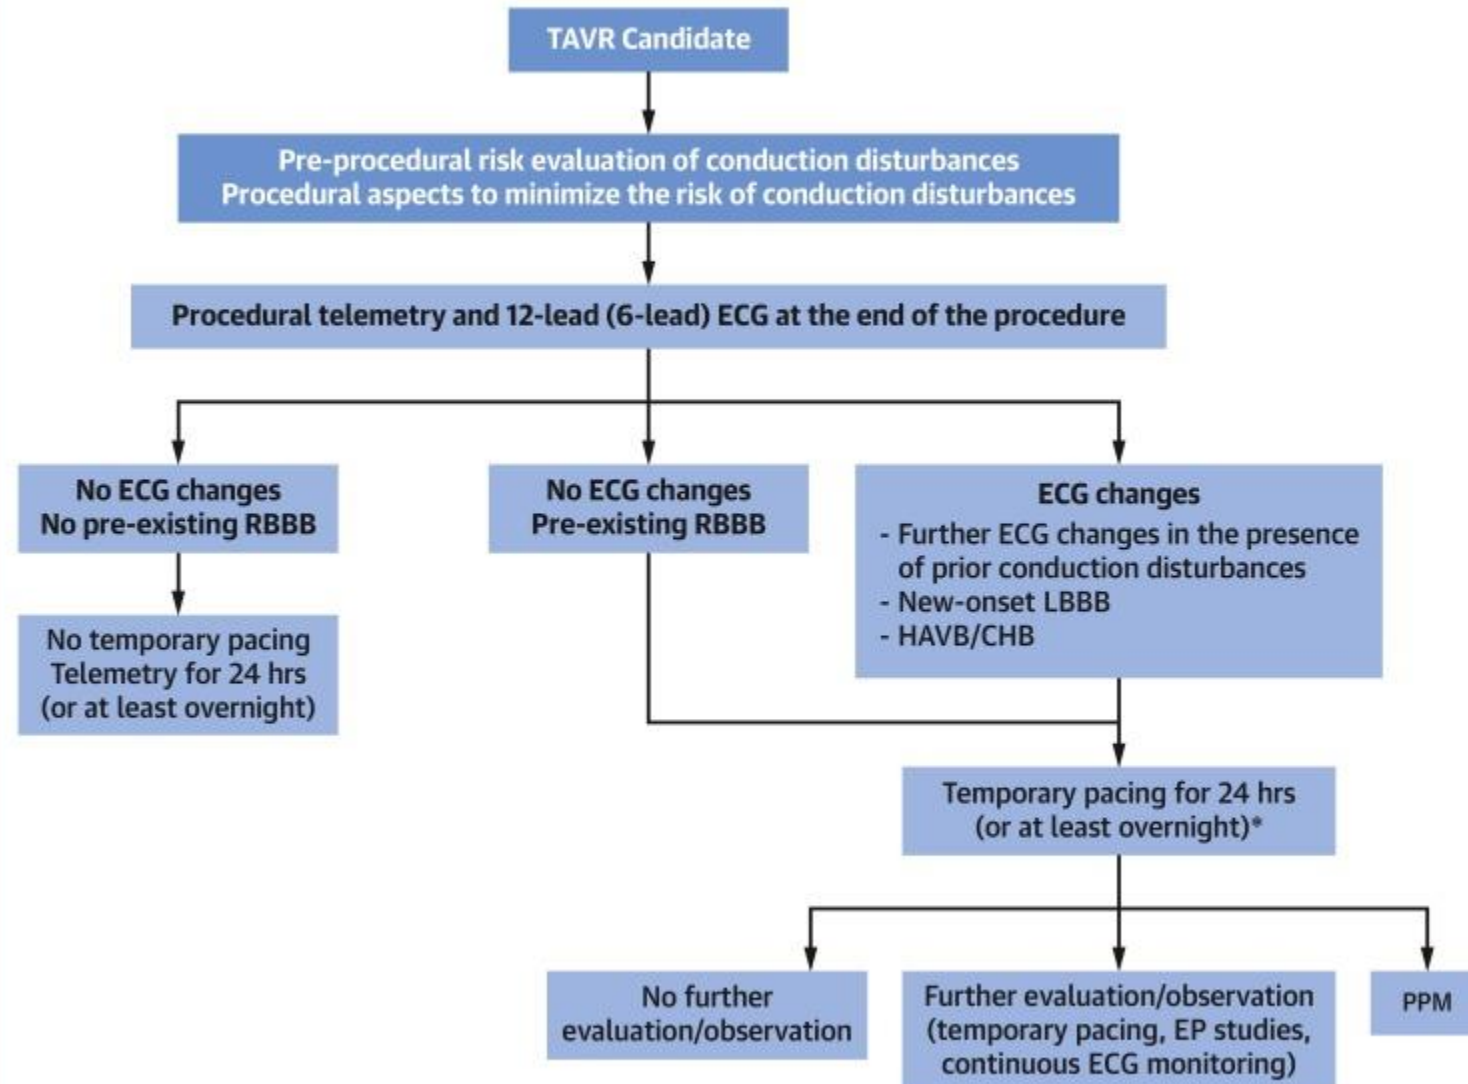 TAVR Candidate
Pre-procedural risk evaluation of conduction disturbances
Procedural aspects to minimize the risk of conduction disturbances
Procedural telemetry and 12-lead (6-lead) ECG at the end of the procedure
No ECG changes
No pre-existing RBBB
No ECG changes
Pre-existing RBBB
ECG changes
- Further ECG changes in the presence
of prior conduction disturbances
- New-onset LBBB
- HAVB/CHB
No temporary pacing
Telemetry for 24 hrs
(or at least overnight)
Temporary pacing for 24 hrs
(or at least overnight)*
No further
evaluation/observation
Further evaluation/observation
(temporary pacing, EP studies,
continuous ECG monitoring)
PPM